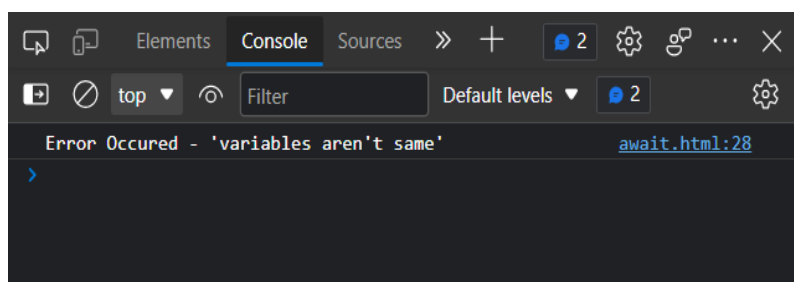 Elements Console Sources 2
top Filter Default levels 2
Error Occured - 'variables aren't same' await.html:28